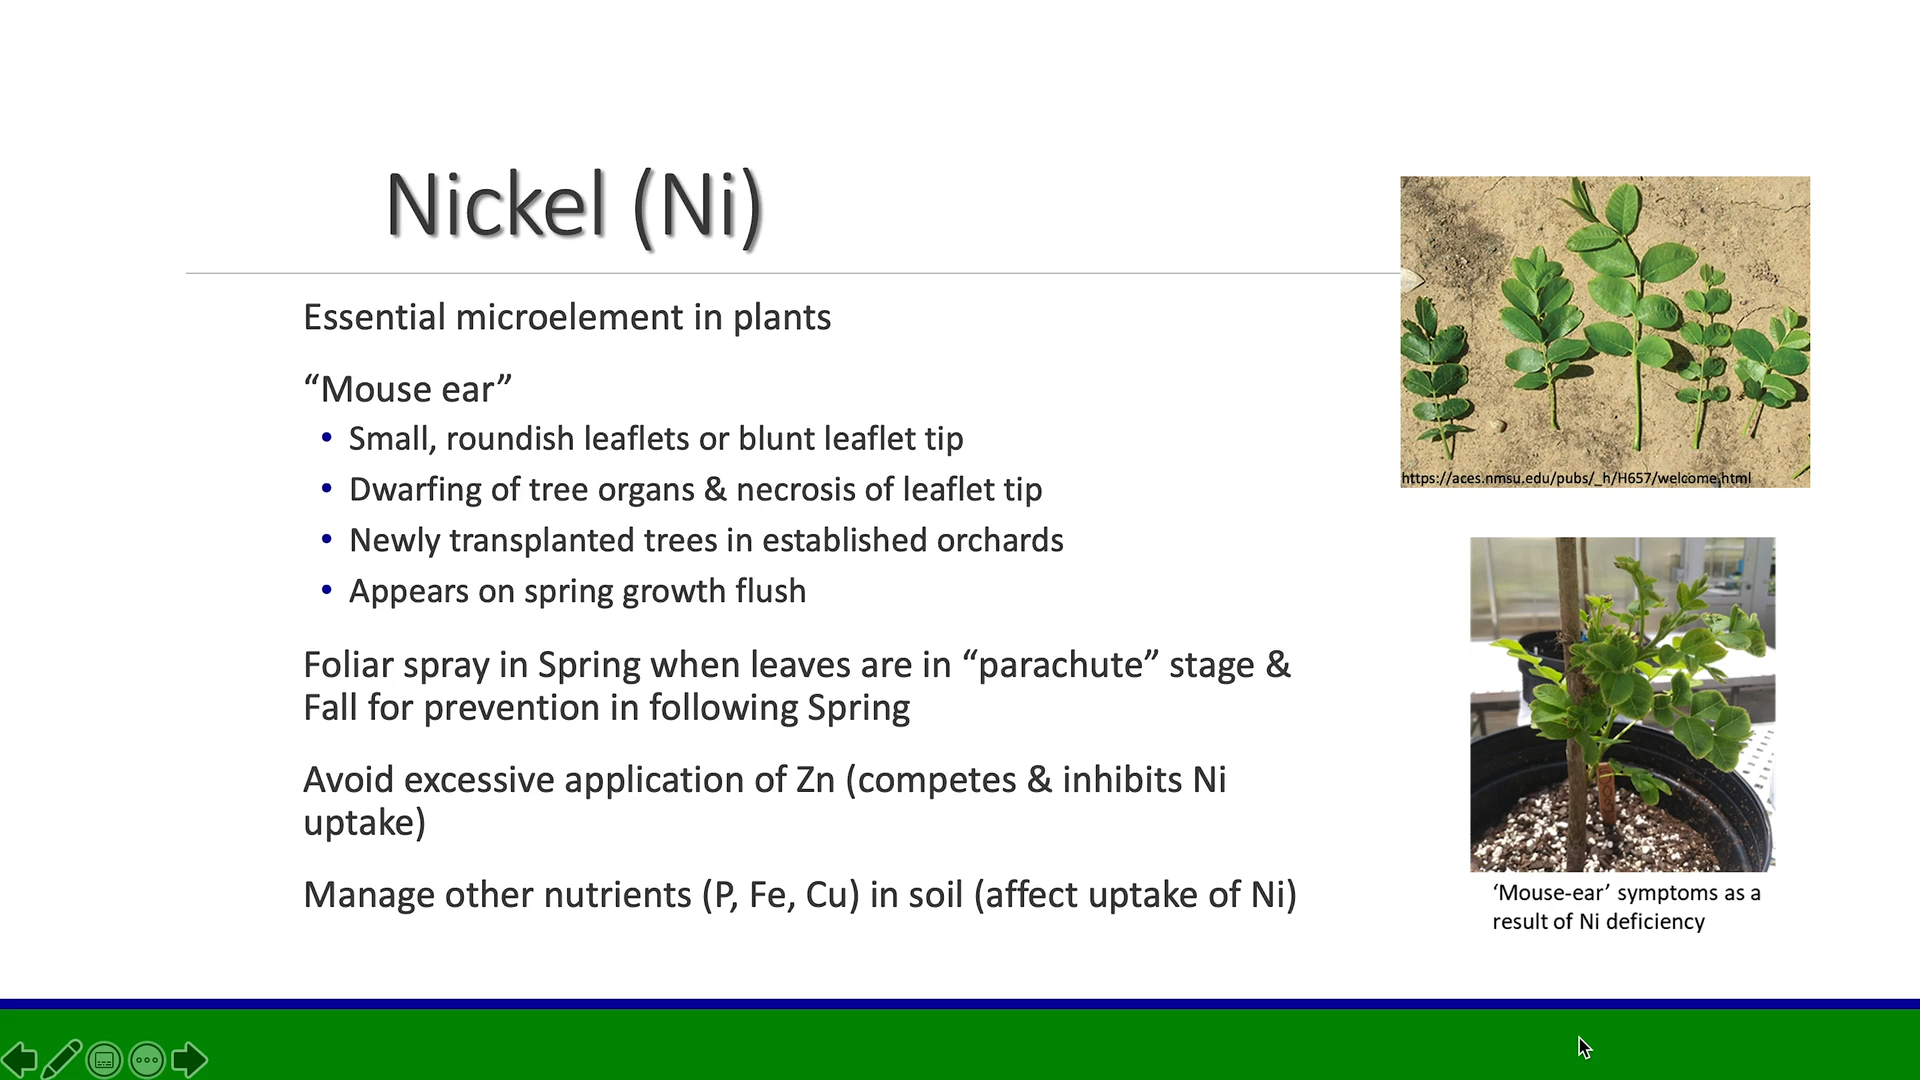 Nickel (Ni)
Essential microelement in plants
“Mouse ear”
• Small, roundish leaflets or blunt leaflet tip
• Dwarfing of tree organs & necrosis of leaflet tip
• Newly transplanted trees in established orchards
• Appears on spring growth flush
Foliar spray in Spring when leaves are in “parachute” stage &
Fall for prevention in following Spring
Avoid excessive application of Zn (competes & inhibits Ni
uptake)
Manage other nutrients (P, Fe, Cu) in soil (affect uptake of Ni)
https://aces.nmsu.edu/pubs/_h/H657/welcome.html
‘Mouse-ear’ symptoms as a
result of Ni deficiency